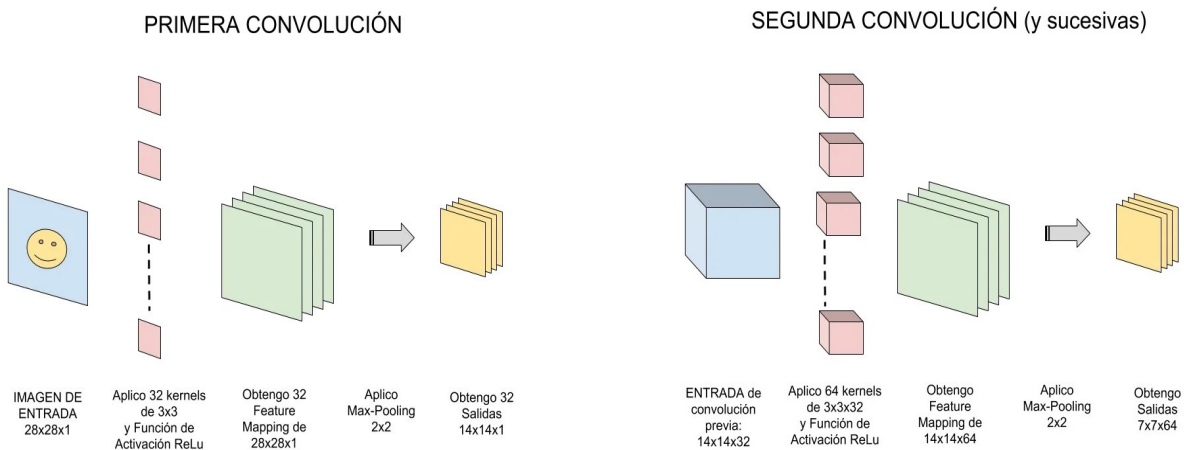 PRIMERA CONVOLUCIÓN
IMAGEN DE
ENTRADA
28x28x1
Aplico 32 kernels
de 3x3
y Función de
Activación ReLu
Obtengo 32
Feature
Mapping de
28x28x1
Aplico
Max-Pooling
2x2
Obtengo 32
Salidas
14x14x1
SEGUNDA CONVOLUCIÓN (y sucesivas)
ENTRADA de
convolución
previa:
14x14x32
Aplico 64 kernels
de 3x3x32
y Función de
Activación ReLu
Obtengo
Feature
Mapping de
14x14x64
Aplico
Max-Pooling
2x2
Obtengo
Salidas
7x7x64